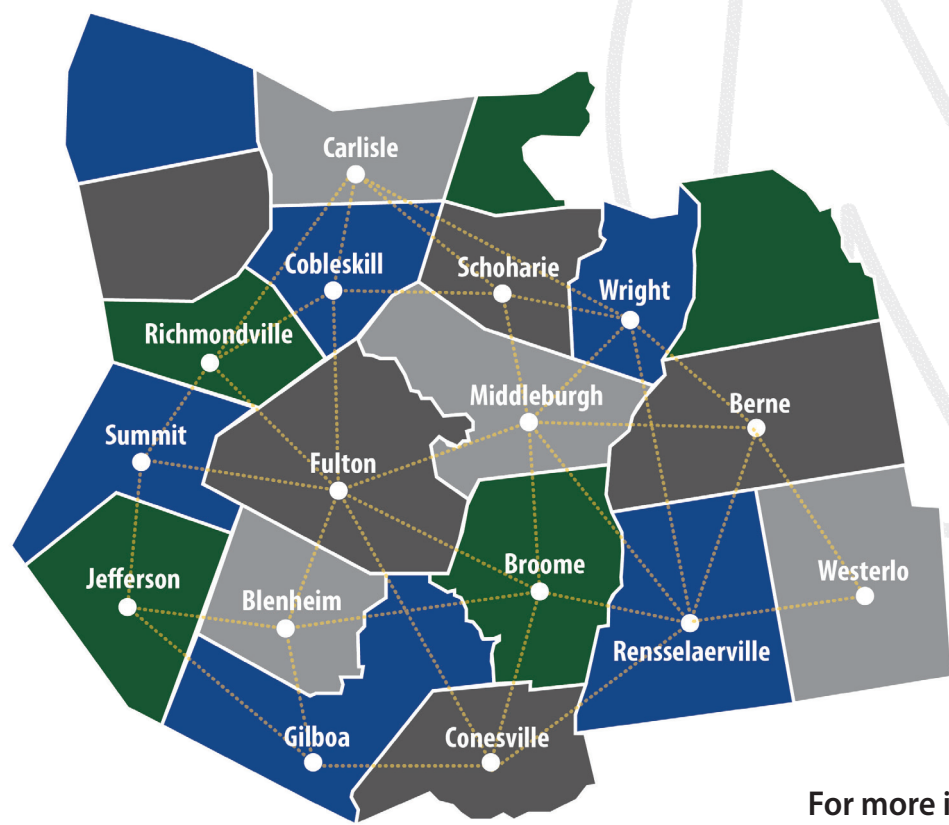 Carlisle
Cobleskill
Schoharie
Wright
Richmondville
Middleburgh
Berne
Summit
Fulton
Broome
Westerlo
Jefferson
Blenheim
Rensselaerville
Gilboa
Conesville
For more i